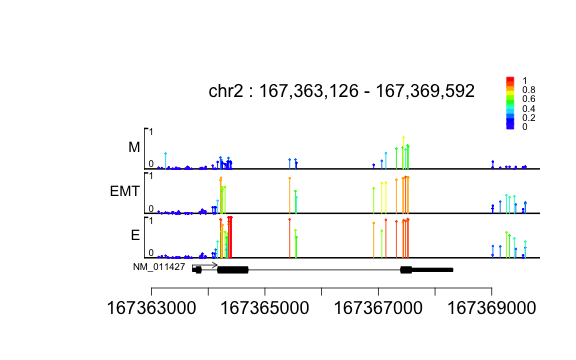 chr2 : 167,363,126 - 167,369,592
1
0.8
0.6
0.4
0.2
0
M 1 0
EMT 1 0
E 1 0
NM_011427
167363000 167365000 167367000 167369000